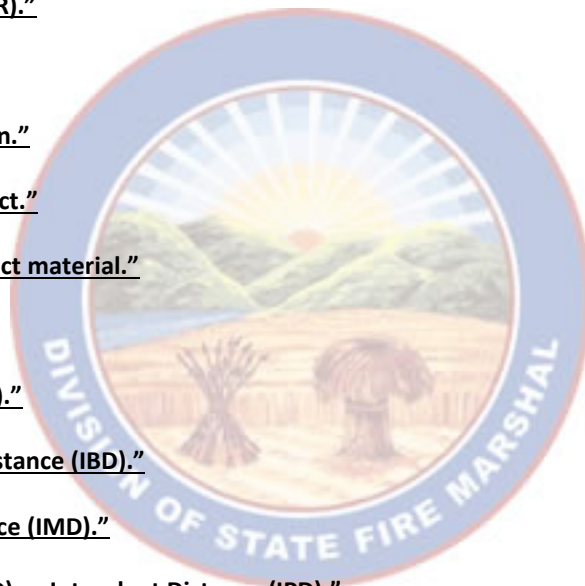 R).”
n.”
ct.”
ct material.”
).”
stance (IBD).”
ce (IMD).”
DIVISION OF STATE FIRE MARSHAL